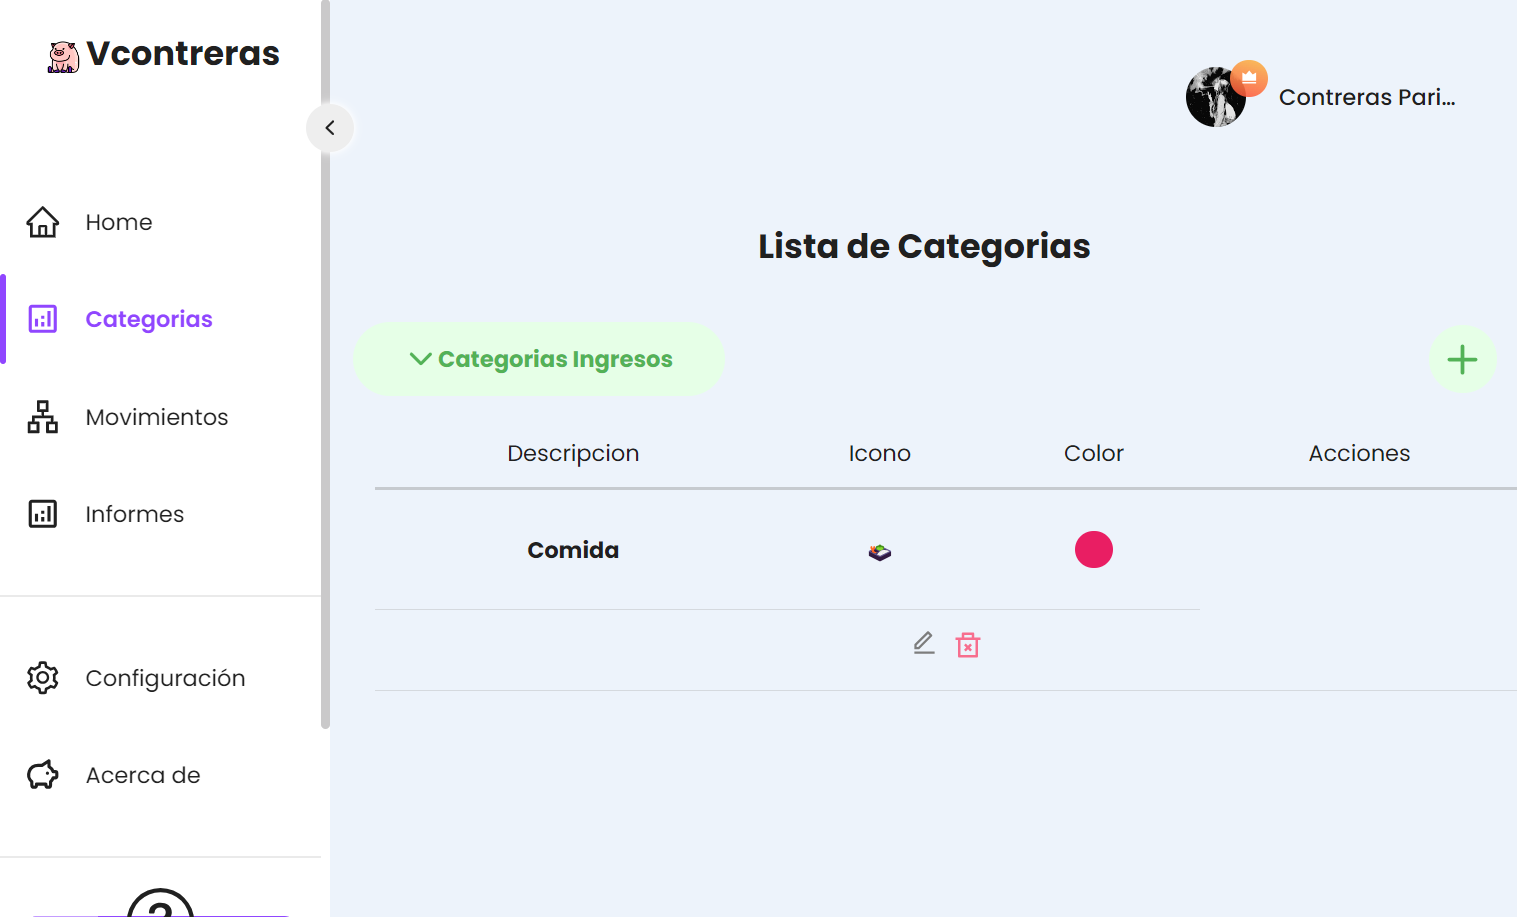 Vcontreras
Contreras Pari...
Home
Categorias
Movimientos
Informes
Configuración
Acerca de
Lista de Categorias
Categorias Ingresos
Descripcion Icono Color Acciones
Comida